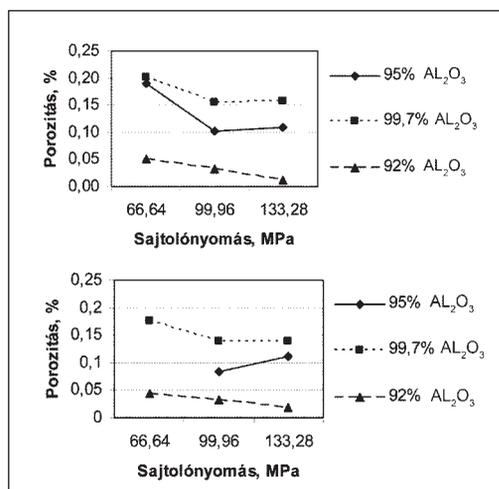 0,25
0,20
0,15
0,10
0,05
0,00
Porozitás, %
66,64 99,96 133,28
Sajtolónyomás, MPa
95% AL₂O₃
99,7% AL₂O₃
92% AL₂O₃
0,25
0,2
0,15
0,1
0,05
0
Porozitás, %
66,64 99,96 133,28
Sajtolónyomás, MPa
95% AL₂O₃
99,7% AL₂O₃
92% AL₂O₃